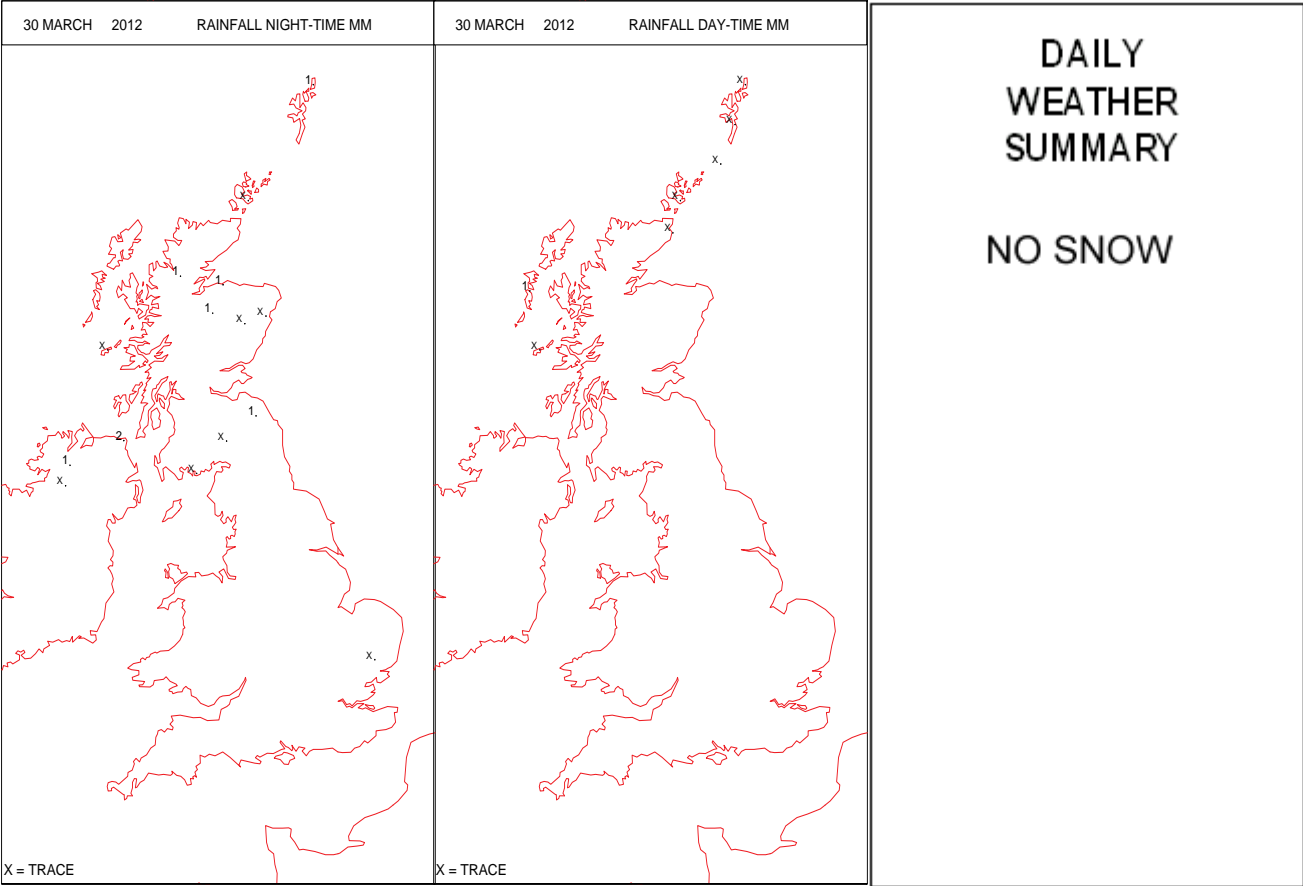 30 MARCH 2012 RAINFALL NIGHT-TIME MM
1.
x.
1.
1.
1.
x.
x.
x.
1.
2.
x.
1.
x.
x.
x.
X = TRACE
30 MARCH 2012 RAINFALL DAY-TIME MM
x.
x.
x.
x.
x.
1.
x.
X = TRACE
DAILY
WEATHER
SUMMARY
NO SNOW